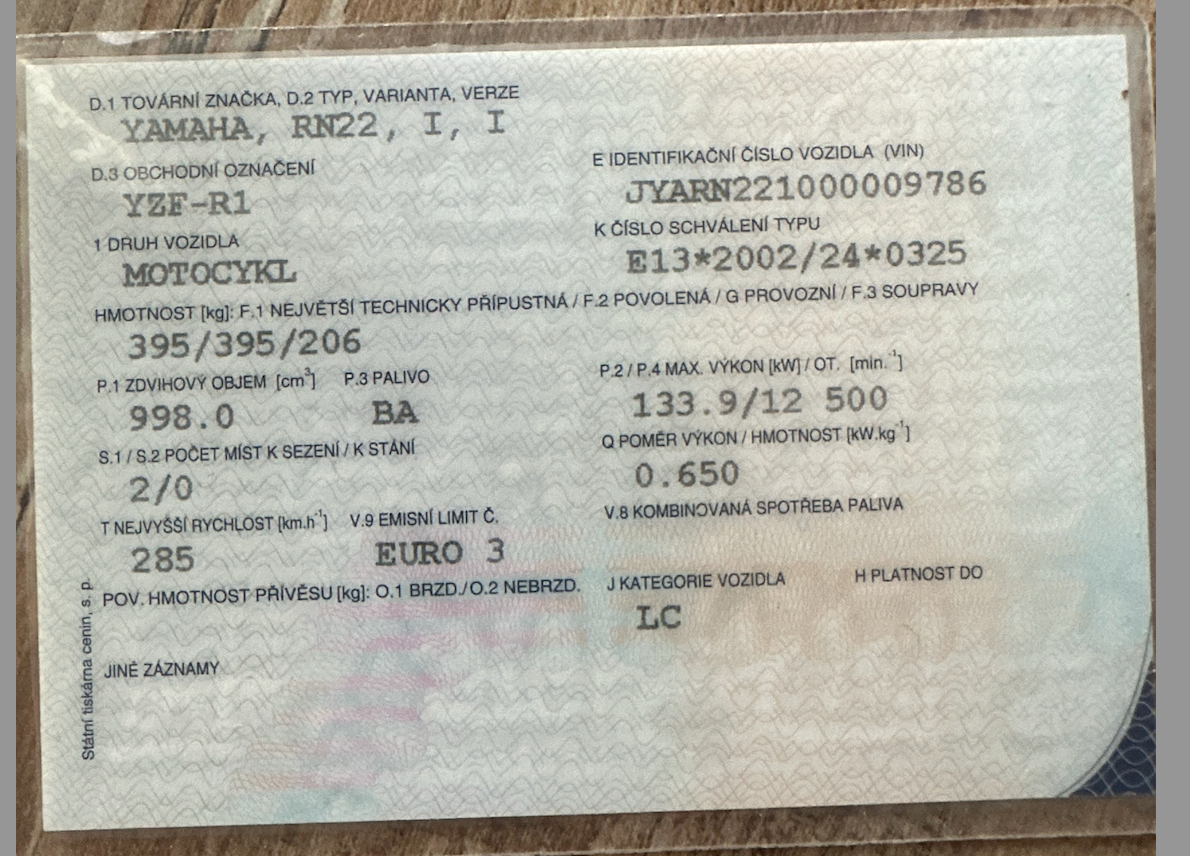 D.1 TOVÁRNÍ ZNAČKA, D.2 TYP, VARIANTA, VERZE
YAMAHA, RN22, I, I
D.3 OBCHODNÍ OZNAČENÍ
YZF-R1
E IDENTIFIKAČNÍ ČÍSLO VOZIDLA (VIN)
JYARN221000009786
1 DRUH VOZIDLA
MOTOCYKL
K ČÍSLO SCHVÁLENÍ TYPU
E13*2002/24*0325
HMOTNOST [kg]: F.1 NEJVĚTŠÍ TECHNICKY PŘÍPUSTNÁ / F.2 POVOLENÁ / G PROVOZNÍ / F.3 SOUPRAVY
395/395/206
P.1 ZDVIHOVÝ OBJEM [cm³] P.3 PALIVO
998.0 BA
P.2 / P.4 MAX. VÝKON [kW] / OT. [min.⁻¹]
133.9/12 500
S.1 / S.2 POČET MÍST K SEZENÍ / K STÁNÍ
2/0
Q POMĚR VÝKON / HMOTNOST [kW.kg⁻¹]
0.650
T NEJVYŠŠÍ RYCHLOST [km.h⁻¹] V.9 EMISNÍ LIMIT Č.
285 EURO 3
V.8 KOMBINOVANÁ SPOTŘEBA PALIVA
POV. HMOTNOST PŘÍVĚSU [kg]: O.1 BRZD./O.2 NEBRZD.
J KATEGORIE VOZIDLA H PLATNOST DO
LC
JINÉ ZÁZNAMY
Státní tiskárna cenin, s. p.